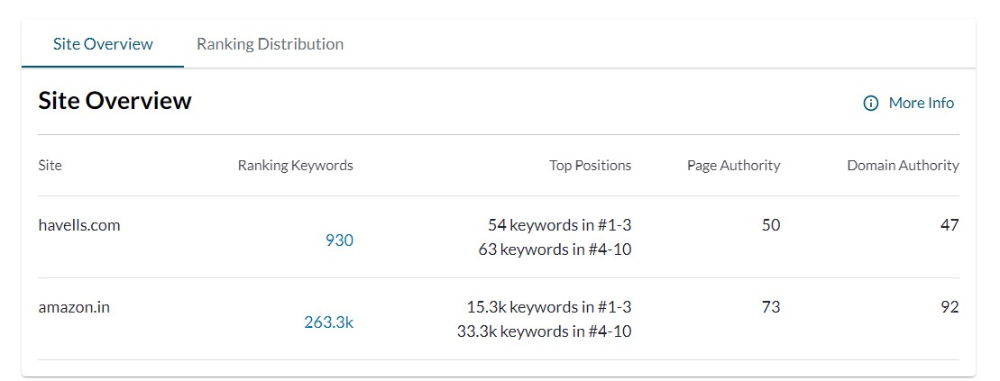 Site Overview Ranking Distribution
Site Overview
More Info
Site Ranking Keywords Top Positions Page Authority Domain Authority
havells.com 930 54 keywords in #1-3 50 47
63 keywords in #4-10
amazon.in 263.3k 15.3k keywords in #1-3 73 92
33.3k keywords in #4-10